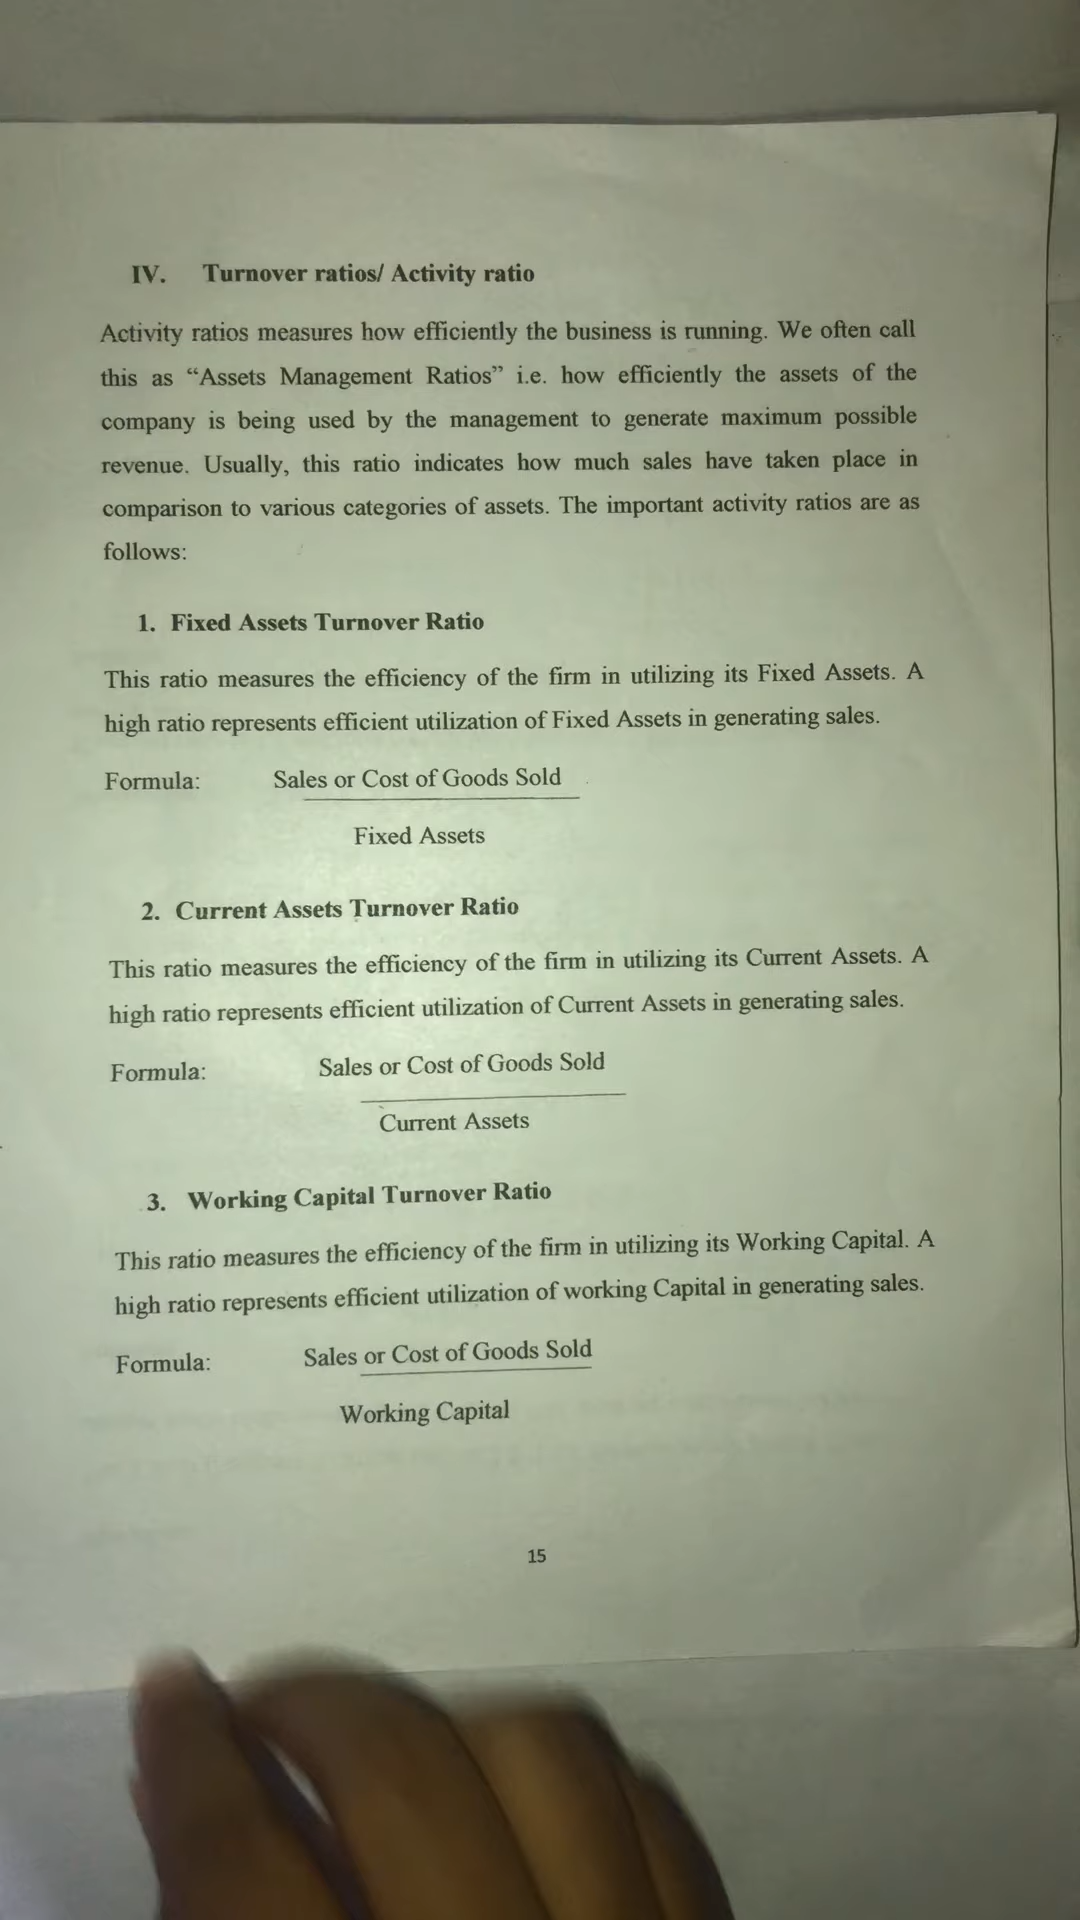 IV. Turnover ratios/ Activity ratio
Activity ratios measures how efficiently the business is running. We often call
this as “Assets Management Ratios” i.e. how efficiently the assets of the
company is being used by the management to generate maximum possible
revenue. Usually, this ratio indicates how much sales have taken place in
comparison to various categories of assets. The important activity ratios are as
follows:
1. Fixed Assets Turnover Ratio
This ratio measures the efficiency of the firm in utilizing its Fixed Assets. A
high ratio represents efficient utilization of Fixed Assets in generating sales.
Formula: Sales or Cost of Goods Sold
Fixed Assets
2. Current Assets Turnover Ratio
This ratio measures the efficiency of the firm in utilizing its Current Assets. A
high ratio represents efficient utilization of Current Assets in generating sales.
Formula: Sales or Cost of Goods Sold
Current Assets
3. Working Capital Turnover Ratio
This ratio measures the efficiency of the firm in utilizing its Working Capital. A
high ratio represents efficient utilization of working Capital in generating sales.
Formula: Sales or Cost of Goods Sold
Working Capital
15